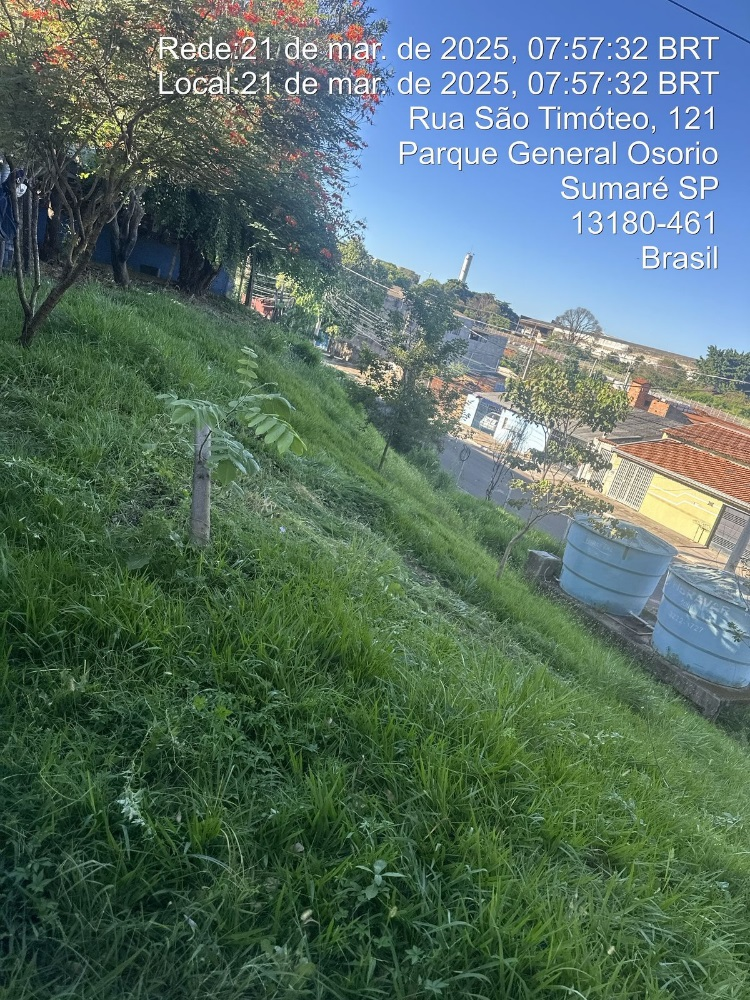 Rede:21 de mar. de 2025, 07:57:32 BRT
Local:21 de mar. de 2025, 07:57:32 BRT
Rua São Timóteo, 121
Parque General Osorio
Sumaré SP
13180-461
Brasil